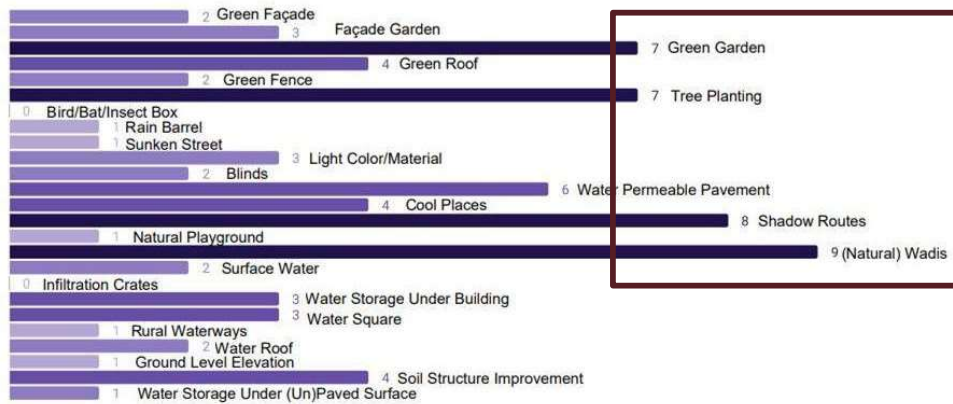 2 Green Façade
3 Façade Garden
7 Green Garden
4 Green Roof
2 Green Fence
7 Tree Planting
0 Bird/Bat/Insect Box
1 Rain Barrel
1 Sunken Street
3 Light Color/Material
2 Blinds
6 Water Permeable Pavement
4 Cool Places
8 Shadow Routes
1 Natural Playground
9 (Natural) Wadis
2 Surface Water
0 Infiltration Crates
3 Water Storage Under Building
3 Water Square
1 Rural Waterways
2 Water Roof
1 Ground Level Elevation
4 Soil Structure Improvement
1 Water Storage Under (Un)Paved Surface